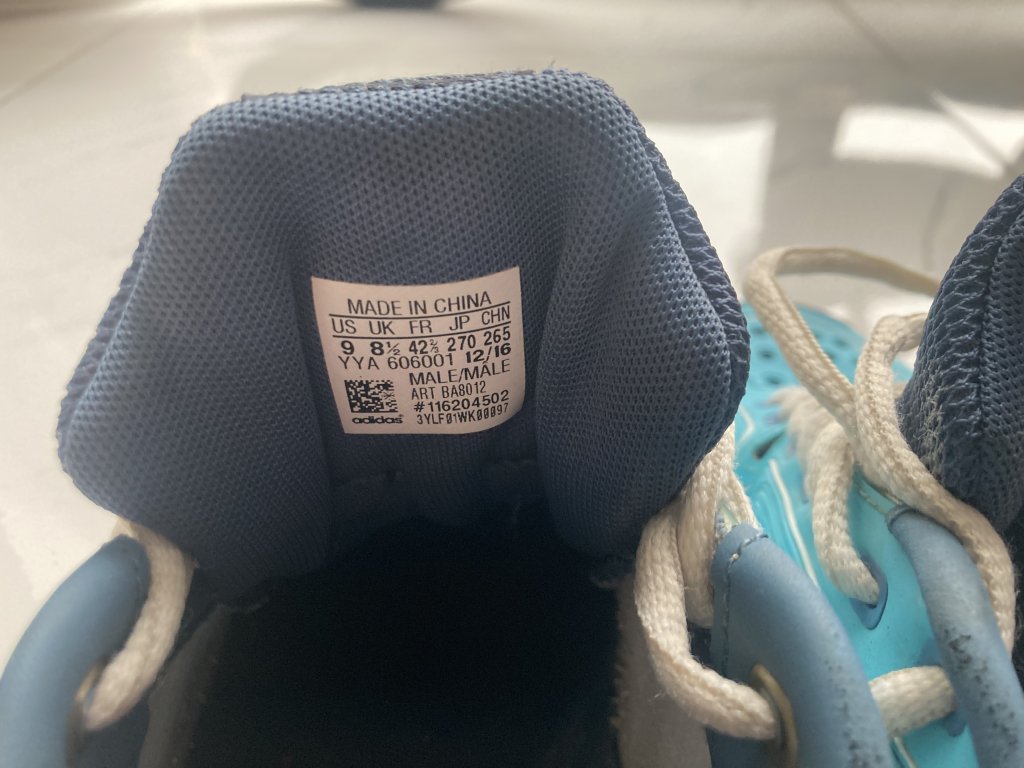 MADE IN CHINA
US UK FR JP CHN
9 8½ 42⅔ 270 265
YYA 606001 12/16
MALE/MÂLE
ART BA8012
#116204502
adidas 3YLF01WK00097